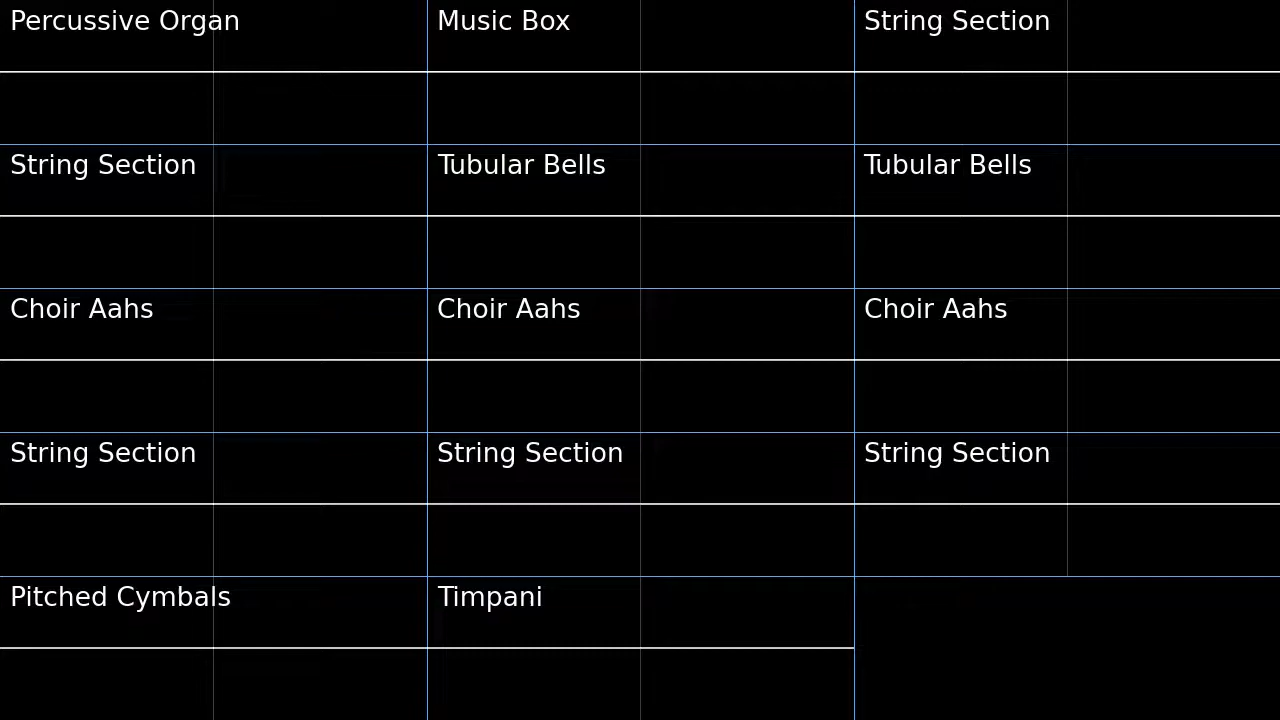 Percussive Organ
Music Box
String Section
String Section
Tubular Bells
Tubular Bells
Choir Aahs
Choir Aahs
Choir Aahs
String Section
String Section
String Section
Pitched Cymbals
Timpani